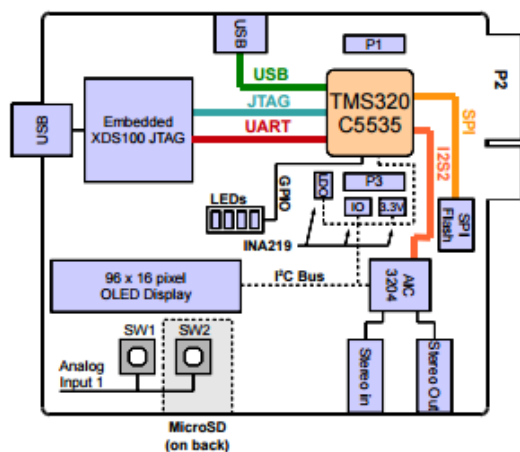 USB
P1
P2
USB
JTAG
UART
TMS320
C5535
SPI
I2S2
USB
Embedded
XDS100 JTAG
GPIO
LEDs
LDO
P3
IO
3.3V
SPI
Flash
INA219
I²C Bus
96 x 16 pixel
OLED Display
AIC
3204
SW1
SW2
Analog
Input 1
Stereo in
Stereo Out
MicroSD
(on back)